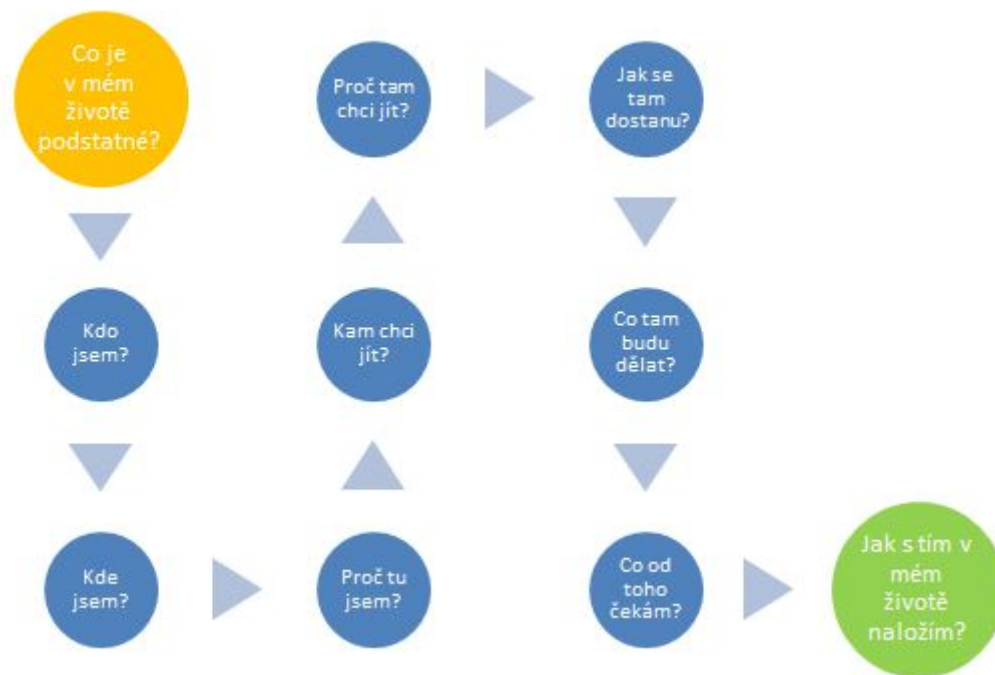 Co je
v mém
životě
podstatné?
Kdo
jsem?
Kde
jsem?
Proč tu
jsem?
Kam chci
jít?
Proč tam
chci jít?
Jak se
tam
dostanu?
Co tam
budu
dělat?
Co od
toho
čekám?
Jak s tím v
mém
životě
naložím?